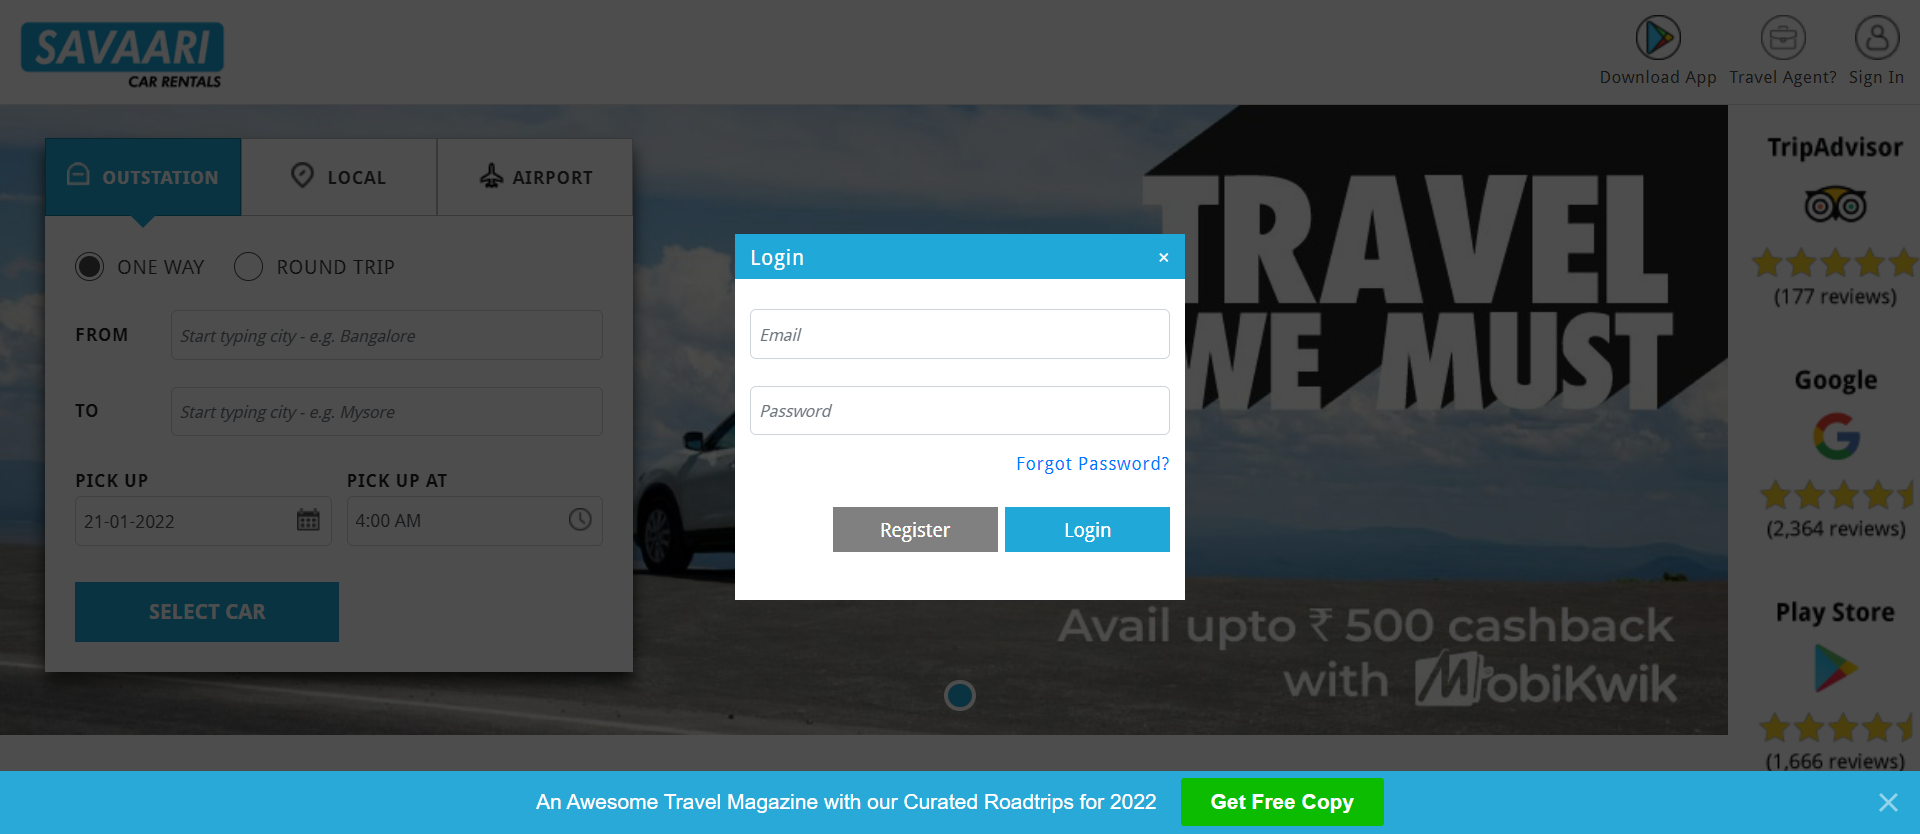 SAVAARI
CAR RENTALS
Download App
Travel Agent?
Sign In
OUTSTATION
LOCAL
AIRPORT
ONE WAY
ROUND TRIP
FROM
Start typing city - e.g. Bangalore
TO
Start typing city - e.g. Mysore
PICK UP
PICK UP AT
21-01-2022
4:00 AM
SELECT CAR
Login
×
Email
Password
Forgot Password?
Register
Login
TRAVEL
WE MUST
Avail upto ₹ 500 cashback
with MobiKwik
TripAdvisor
(177 reviews)
Google
(2,364 reviews)
Play Store
(1,666 reviews)
An Awesome Travel Magazine with our Curated Roadtrips for 2022
Get Free Copy
×